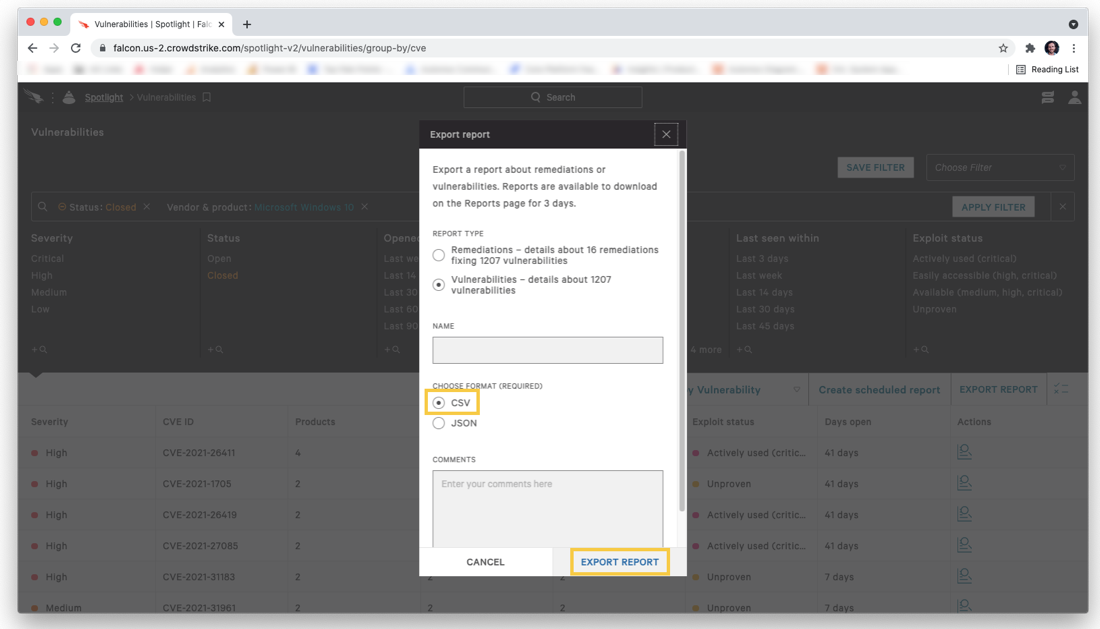 Vulnerabilities | Spotlight | Fal
falcon.us-2.crowdstrike.com/spotlight-v2/vulnerabilities/group-by/cve
Reading List
Spotlight > Vulnerabilities
Search
Vulnerabilities
SAVE FILTER
Choose Filter
Status: Closed
Vendor & product: Microsoft Windows 10
APPLY FILTER
Severity
Critical
High
Medium
Low
Status
Open
Closed
Opened
Last we
Last 14
Last 30
Last 60
Last 90
4 more
Last seen within
Last 3 days
Last week
Last 14 days
Last 30 days
Last 45 days
Exploit status
Actively used (critical)
Easily accessible (high, critical)
Available (medium, high, critical)
Unproven
Export report
Export a report about remediations or
vulnerabilities. Reports are available to download
on the Reports page for 3 days.
REPORT TYPE
Remediations – details about 16 remediations
fixing 1207 vulnerabilities
Vulnerabilities – details about 1207
vulnerabilities
NAME
CHOOSE FORMAT (REQUIRED)
CSV
JSON
COMMENTS
Enter your comments here
CANCEL
EXPORT REPORT
y Vulnerability
Create scheduled report
EXPORT REPORT
Severity CVE ID Products Exploit status Days open Actions
High CVE-2021-26411 4 Actively used (critic... 41 days
High CVE-2021-1705 2 Unproven 41 days
High CVE-2021-26419 2 Actively used (critic... 41 days
High CVE-2021-27085 2 Actively used (critic... 41 days
High CVE-2021-31183 2 2 2 Unproven 7 days
Medium CVE-2021-31961 2 2 2 Unproven 7 days